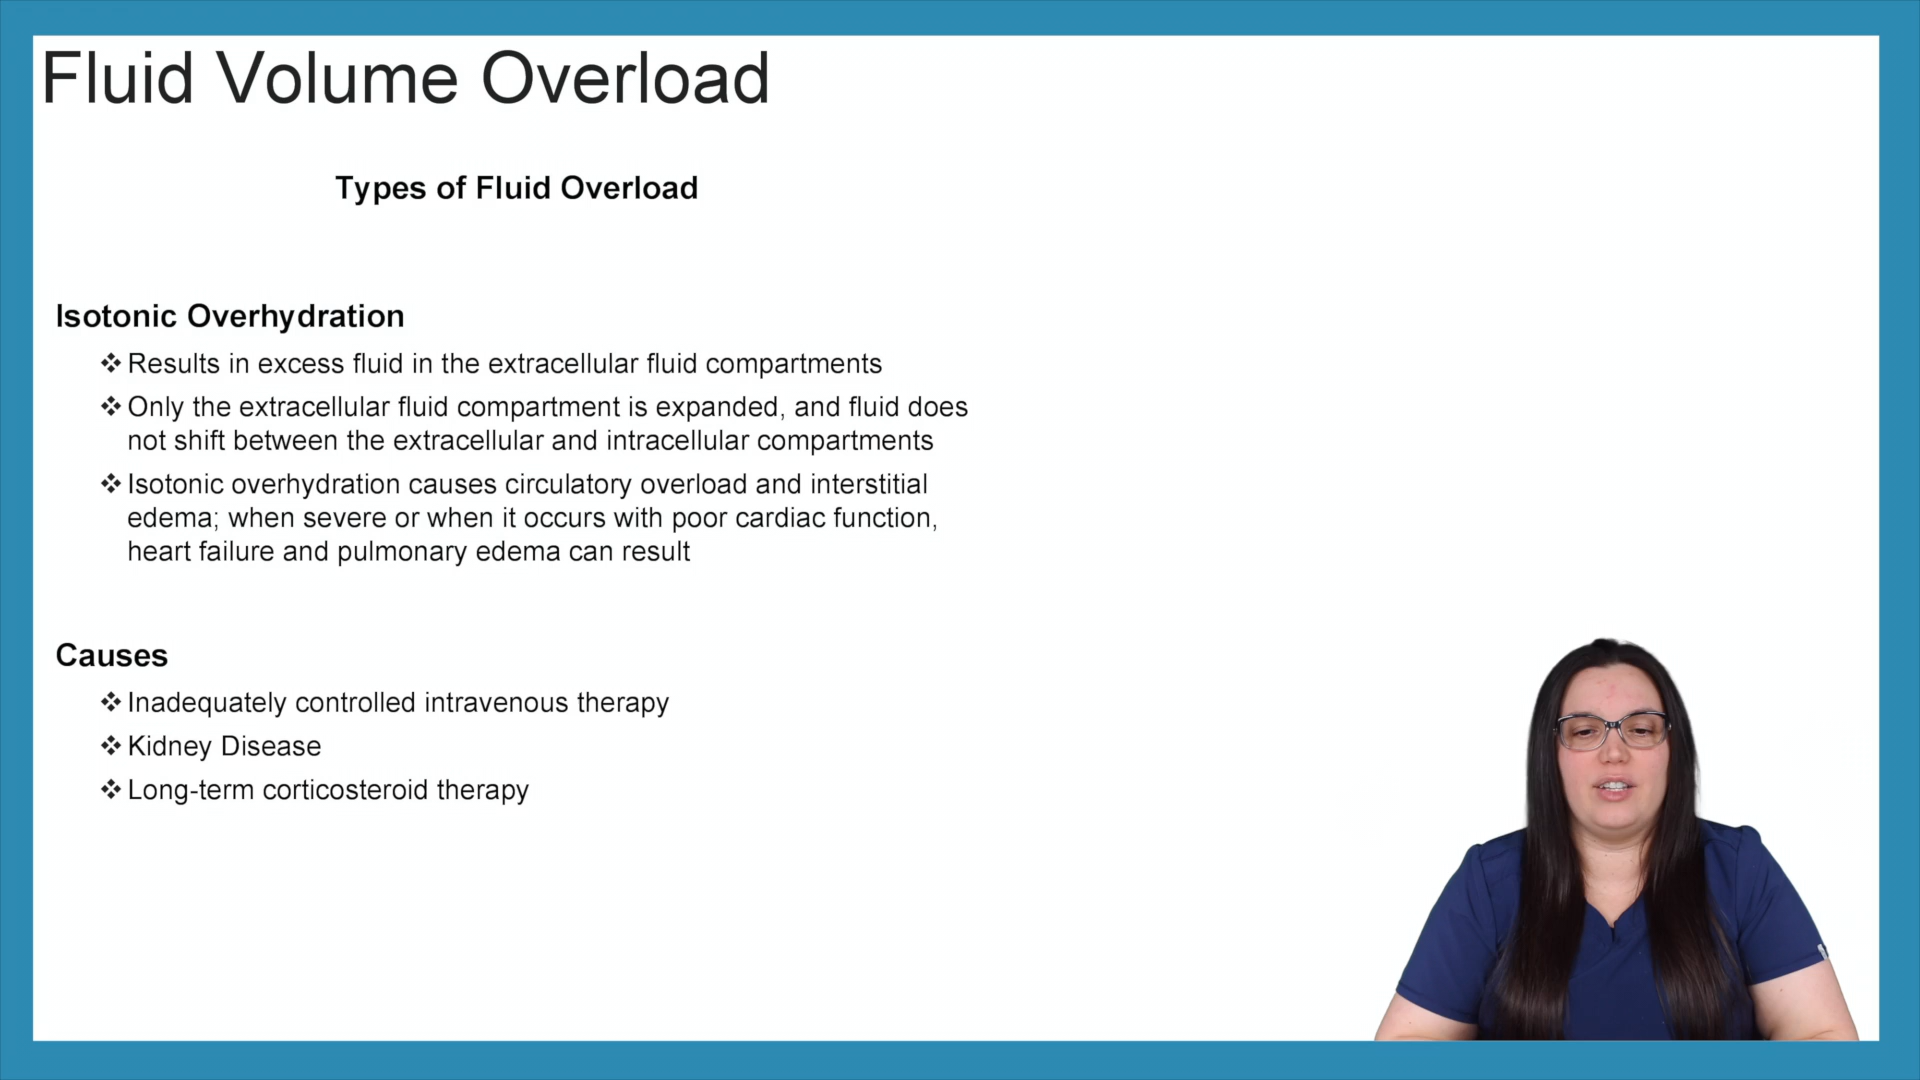 Fluid Volume Overload
Types of Fluid Overload
Isotonic Overhydration
❖ Results in excess fluid in the extracellular fluid compartments
❖ Only the extracellular fluid compartment is expanded, and fluid does
not shift between the extracellular and intracellular compartments
❖ Isotonic overhydration causes circulatory overload and interstitial
edema; when severe or when it occurs with poor cardiac function,
heart failure and pulmonary edema can result
Causes
❖ Inadequately controlled intravenous therapy
❖ Kidney Disease
❖ Long-term corticosteroid therapy